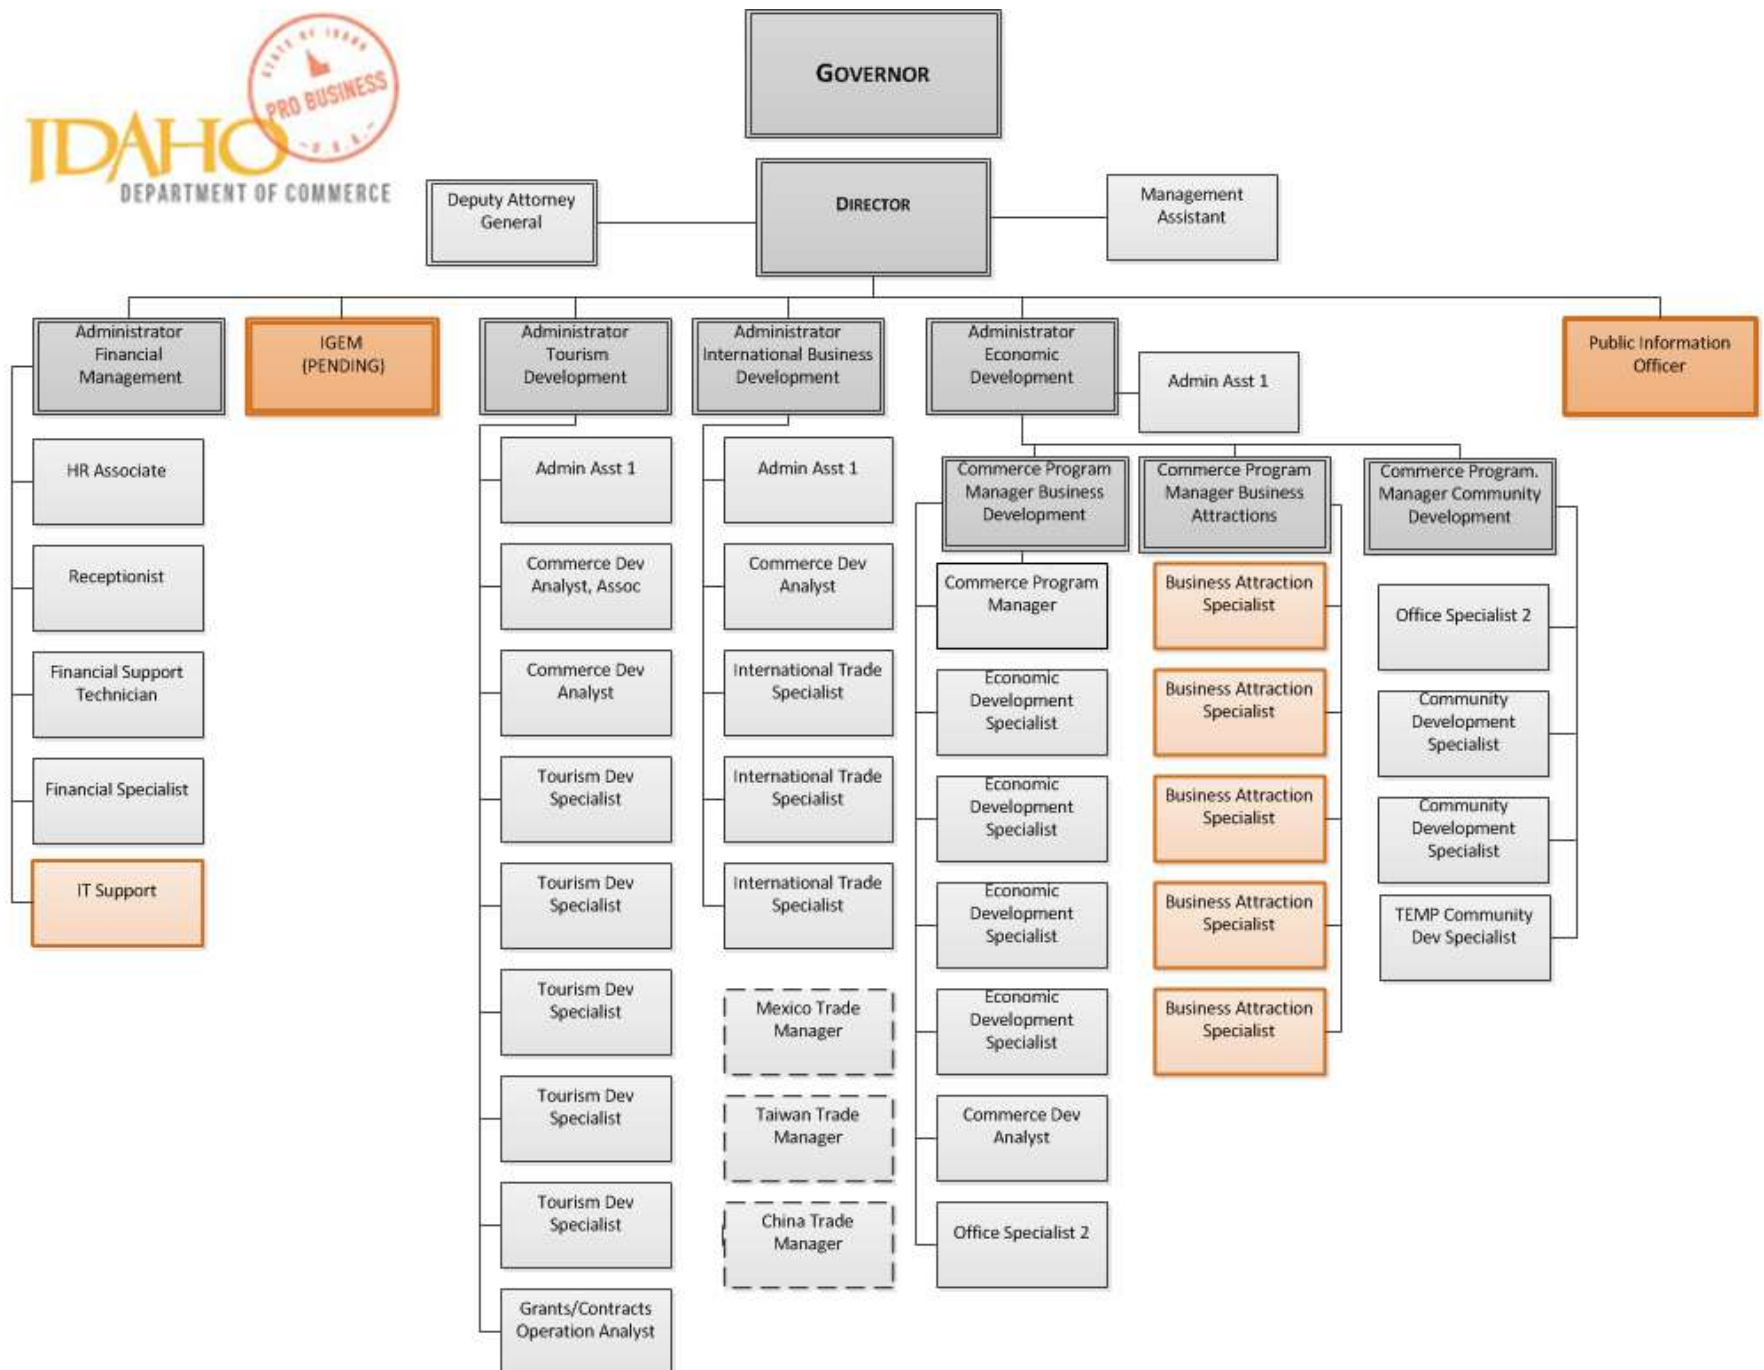 STATE OF IDAHO
PRO BUSINESS
~U.S.A.~
IDAHO
DEPARTMENT OF COMMERCE
GOVERNOR
Deputy Attorney
General
DIRECTOR
Management
Assistant
Administrator
Financial
Management
IGEM
(PENDING)
Administrator
Tourism
Development
Administrator
International Business
Development
Administrator
Economic
Development
Admin Asst 1
Public Information
Officer
HR Associate
Receptionist
Financial Support
Technician
Financial Specialist
IT Support
Admin Asst 1
Commerce Dev
Analyst, Assoc
Commerce Dev
Analyst
Tourism Dev
Specialist
Tourism Dev
Specialist
Tourism Dev
Specialist
Tourism Dev
Specialist
Tourism Dev
Specialist
Grants/Contracts
Operation Analyst
Admin Asst 1
Commerce Dev
Analyst
International Trade
Specialist
International Trade
Specialist
International Trade
Specialist
Mexico Trade
Manager
Taiwan Trade
Manager
China Trade
Manager
Commerce Program
Manager Business
Development
Commerce Program
Manager
Economic
Development
Specialist
Economic
Development
Specialist
Economic
Development
Specialist
Economic
Development
Specialist
Commerce Dev
Analyst
Office Specialist 2
Commerce Program
Manager Business
Attractions
Business Attraction
Specialist
Business Attraction
Specialist
Business Attraction
Specialist
Business Attraction
Specialist
Business Attraction
Specialist
Commerce Program.
Manager Community
Development
Office Specialist 2
Community
Development
Specialist
Community
Development
Specialist
TEMP Community
Dev Specialist